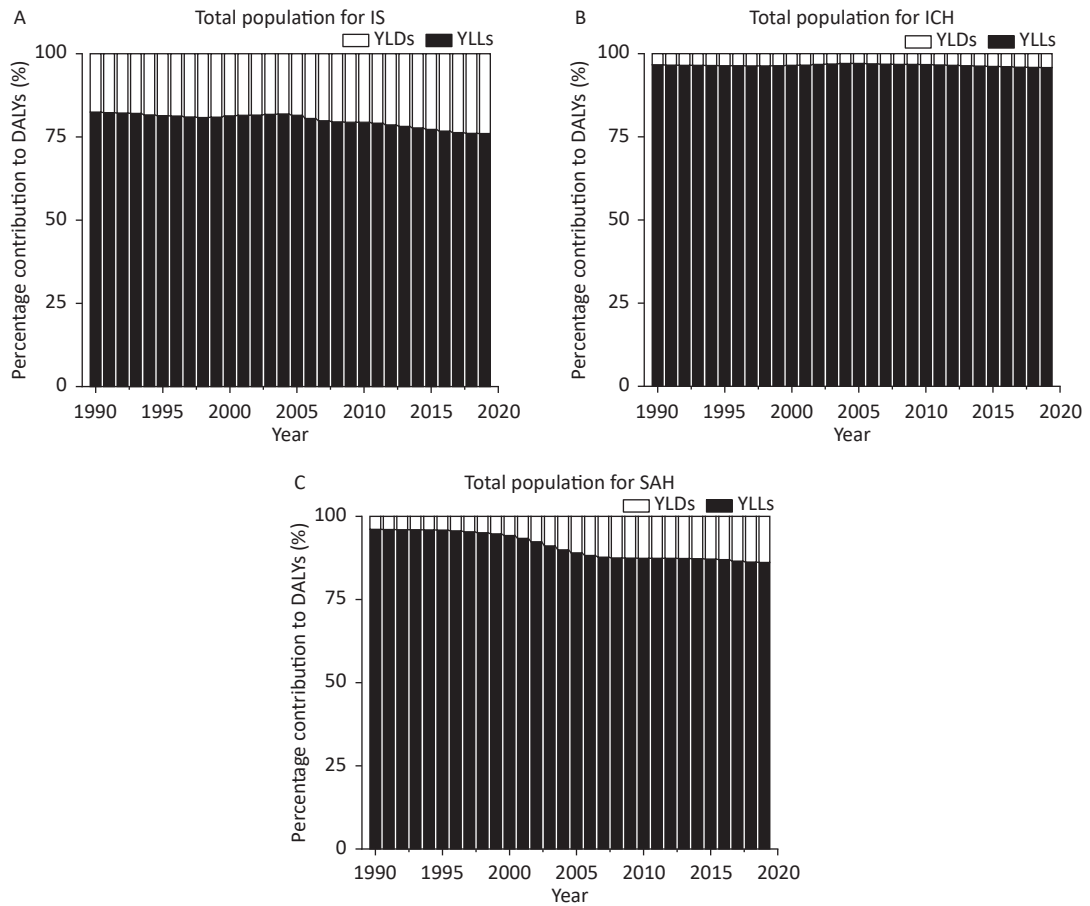 A
Total population for IS
YLDs
YLLs
Percentage contribution to DALYs (%)
100
75
50
25
0
1990
1995
2000
2005
2010
2015
2020
Year
B
Total population for ICH
YLDs
YLLs
Percentage contribution to DALYs (%)
100
75
50
25
0
1990
1995
2000
2005
2010
2015
2020
Year
C
Total population for SAH
YLDs
YLLs
Percentage contribution to DALYs (%)
100
75
50
25
0
1990
1995
2000
2005
2010
2015
2020
Year